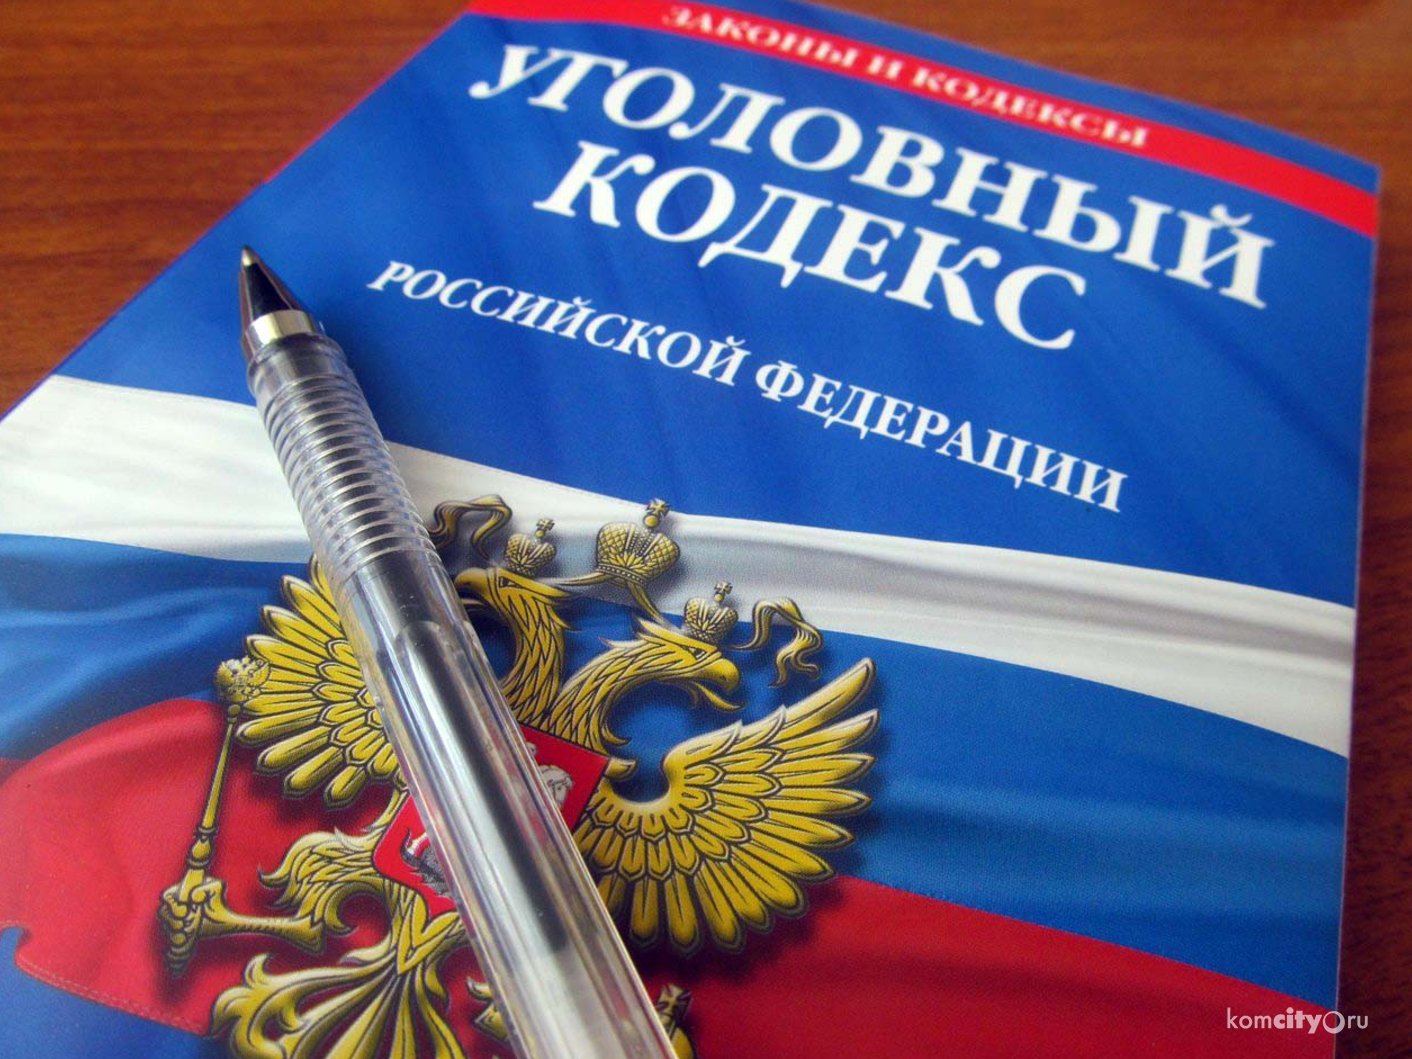 ЗАКОНЫ И КОДЕКСЫ
УГОЛОВНЫЙ
КОДЕКС
РОССИЙСКОЙ ФЕДЕРАЦИИ
komcity.ru